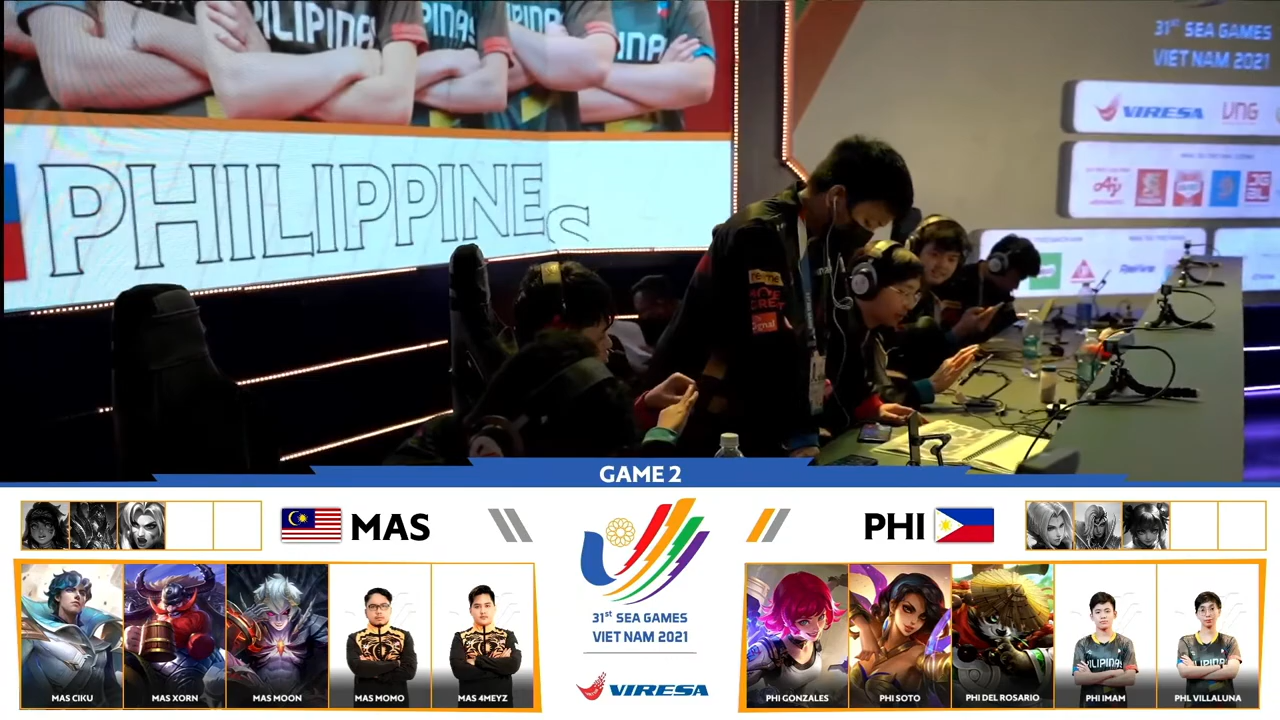 PILIPINAS
PILIPINAS
31st SEA GAMES
VIET NAM 2021
VIRESA
VNG
PHILIPPINES
GAME 2
MAS
PHI
31st SEA GAMES
VIET NAM 2021
VIRESA
MAS CIKU
MAS XORN
MAS MOON
MAS MOMO
MAS 4MEYZ
PHI GONZALES
PHI SOTO
PHI DEL ROSARIO
PHI IMAM
PHI. VILLALUNA